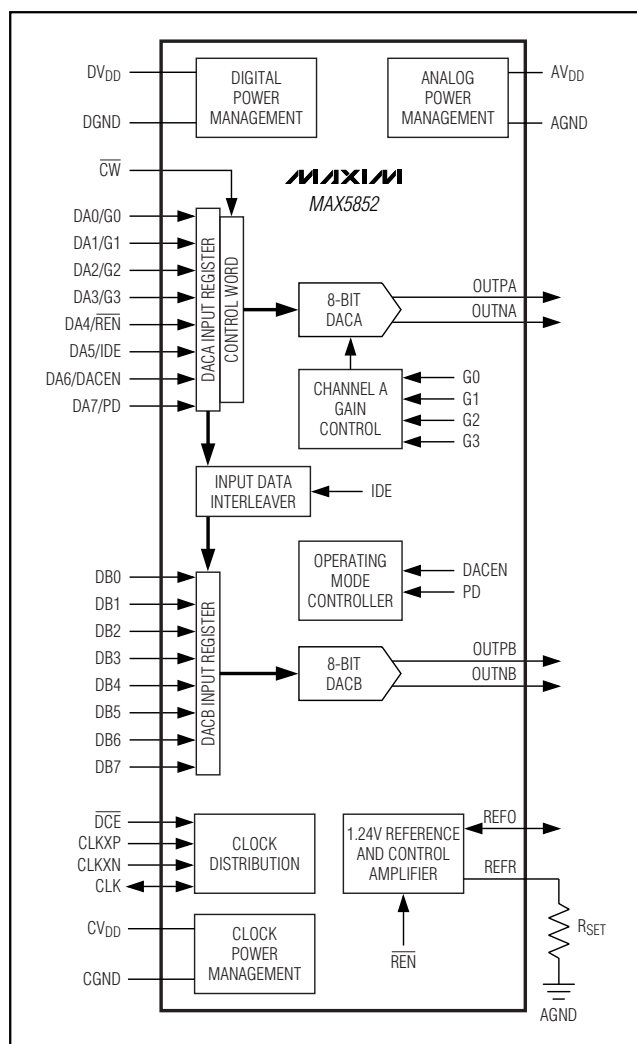 DVDD
DGND
DIGITAL
POWER
MANAGEMENT
ANALOG
POWER
MANAGEMENT
AVDD
AGND
CW
MAXIM
MAX5852
DA0/G0
DA1/G1
DA2/G2
DA3/G3
DA4/REN
DA5/IDE
DA6/DACEN
DA7/PD
DACA INPUT REGISTER
CONTROL WORD
8-BIT
DACA
OUTPA
OUTNA
CHANNEL A
GAIN
CONTROL
G0
G1
G2
G3
INPUT DATA
INTERLEAVER
IDE
OPERATING
MODE
CONTROLLER
DACEN
PD
DB0
DB1
DB2
DB3
DB4
DB5
DB6
DB7
DACB INPUT REGISTER
8-BIT
DACB
OUTPB
OUTNB
DCE
CLKXP
CLKXN
CLK
CLOCK
DISTRIBUTION
1.24V REFERENCE
AND CONTROL
AMPLIFIER
REFO
REFR
CVDD
CGND
CLOCK
POWER
MANAGEMENT
REN
RSET
AGND